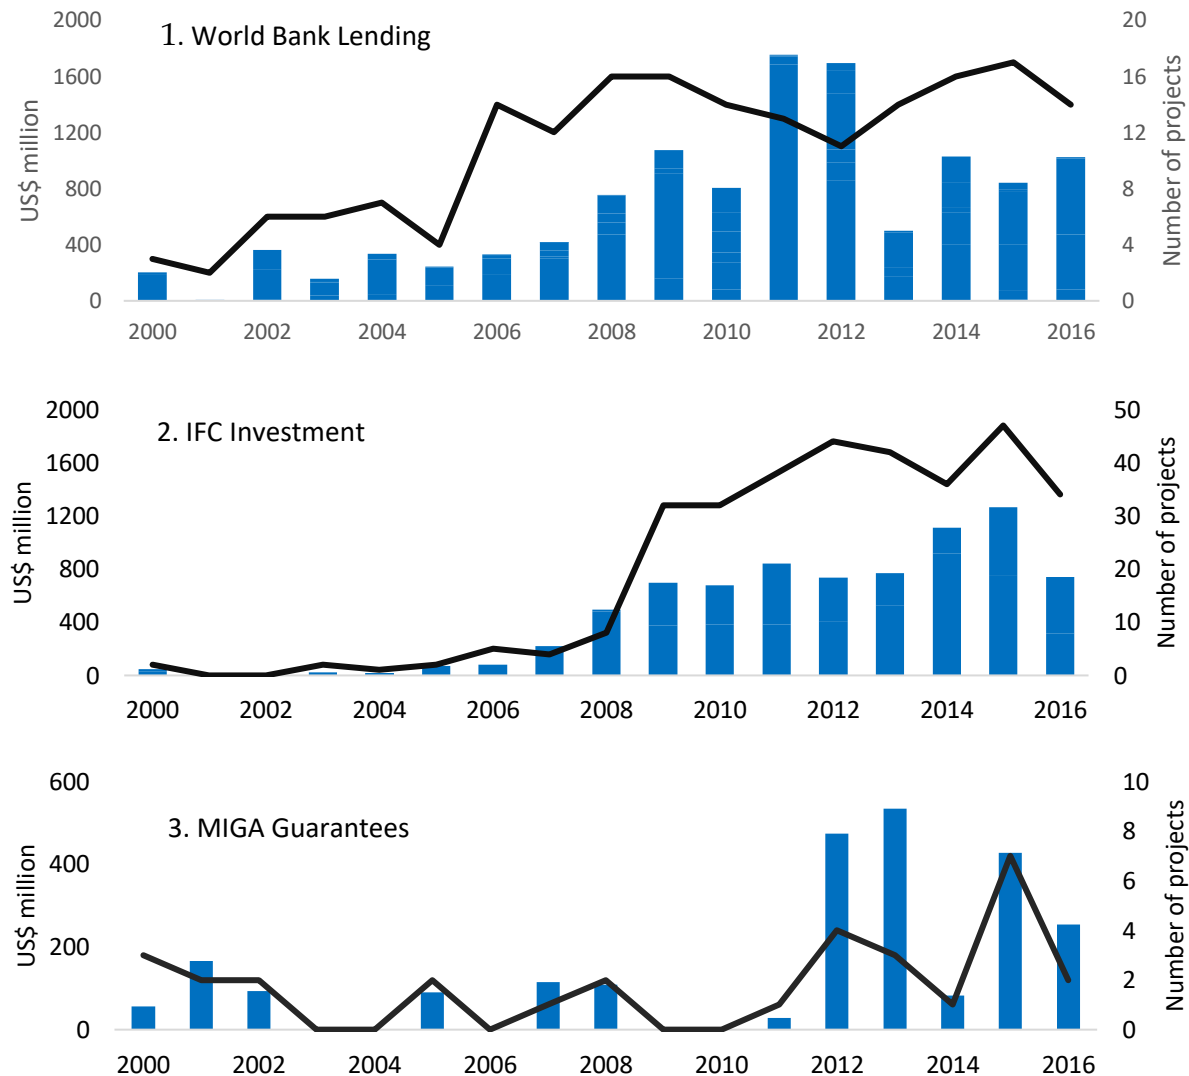 1. World Bank Lending
US$ million
2000
1600
1200
800
400
0
20
16
12
8
4
0
Number of projects
2000 2002 2004 2006 2008 2010 2012 2014 2016
2. IFC Investment
US$ million
2000
1600
1200
800
400
0
50
40
30
20
10
0
Number of projects
2000 2002 2004 2006 2008 2010 2012 2014 2016
3. MIGA Guarantees
US$ million
600
400
200
0
10
8
6
4
2
0
Number of projects
2000 2002 2004 2006 2008 2010 2012 2014 2016